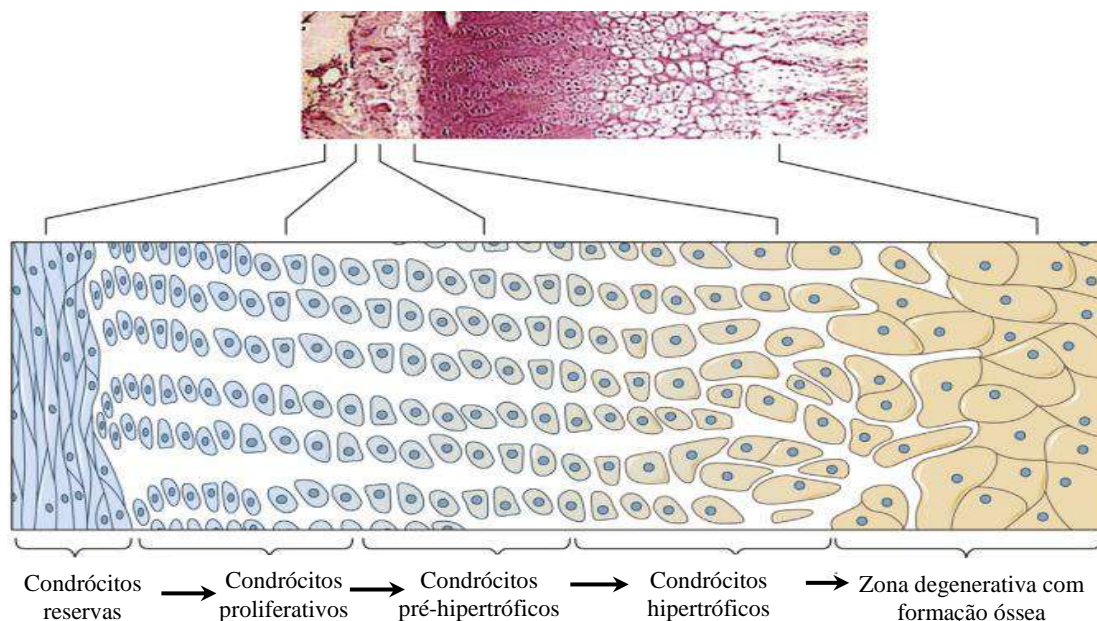 Condrócitos
reservas
Condrócitos
proliferativos
Condrócitos
pré-hipertróficos
Condrócitos
hipertróficos
Zona degenerativa com
formação óssea